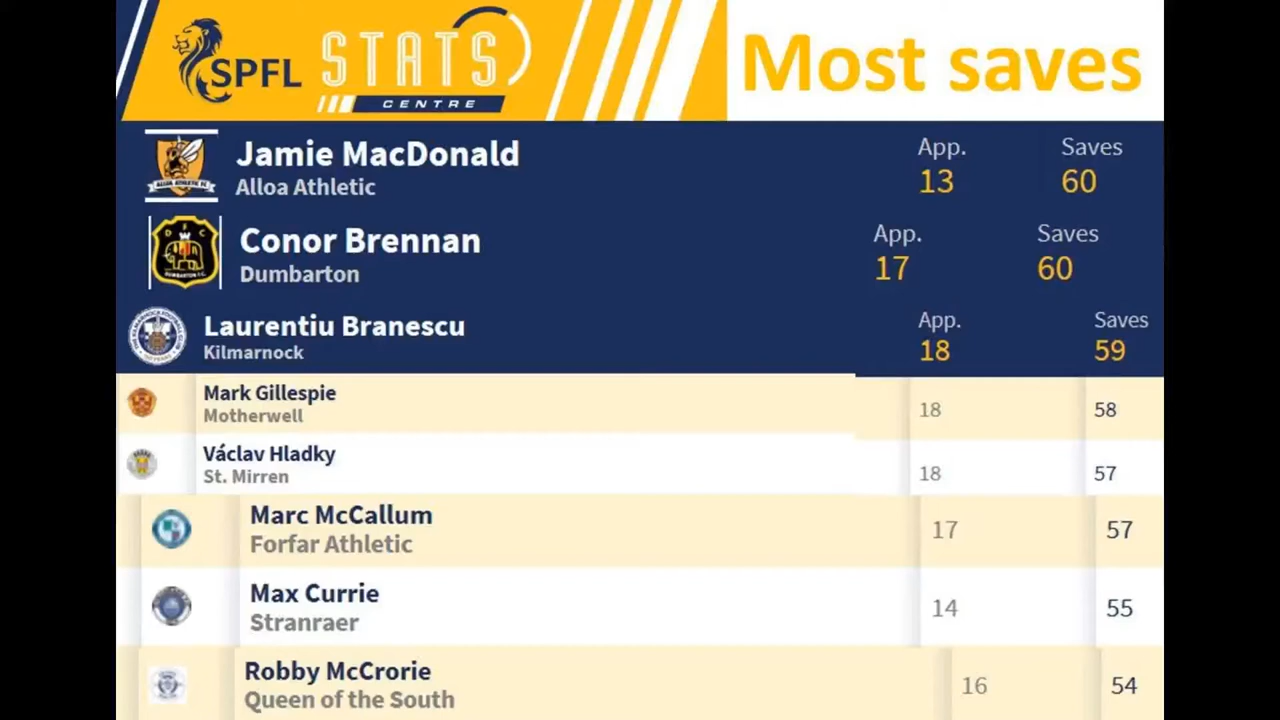 SPFL STATS
CENTRE
Most saves
Jamie MacDonald App. Saves
Alloa Athletic 13 60
Conor Brennan App. Saves
Dumbarton 17 60
Laurentiu Branescu App. Saves
Kilmarnock 18 59
Mark Gillespie
Motherwell 18 58
Václav Hladky
St. Mirren 18 57
Marc McCallum
Forfar Athletic 17 57
Max Currie
Stranraer 14 55
Robby McCrorie
Queen of the South 16 54